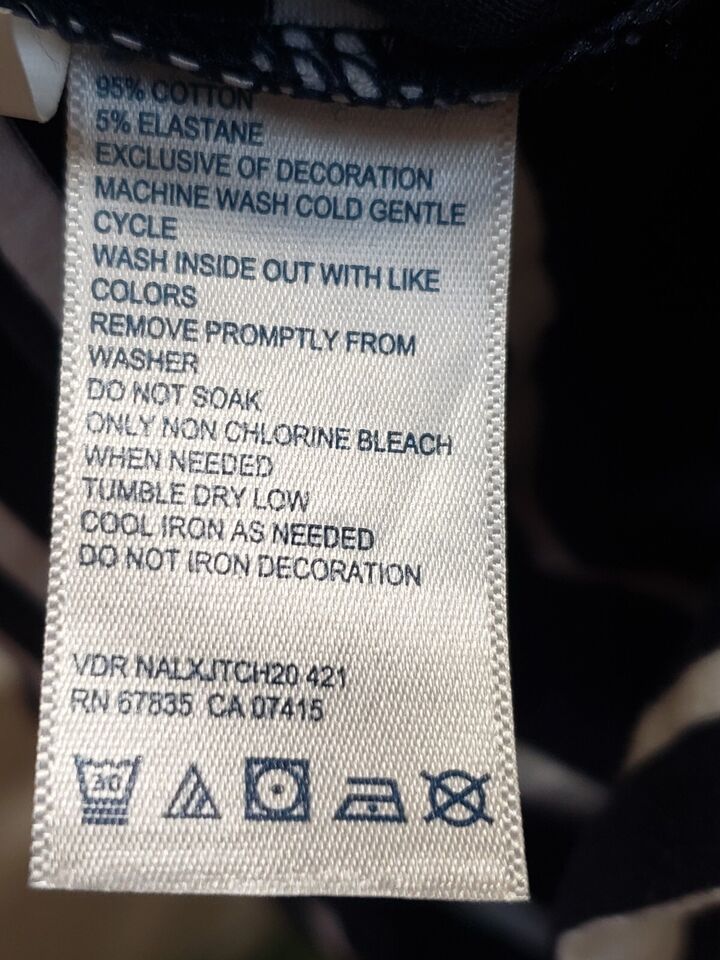 95% COTTON
5% ELASTANE
EXCLUSIVE OF DECORATION
MACHINE WASH COLD GENTLE
CYCLE
WASH INSIDE OUT WITH LIKE
COLORS
REMOVE PROMPTLY FROM
WASHER
DO NOT SOAK
ONLY NON CHLORINE BLEACH
WHEN NEEDED
TUMBLE DRY LOW
COOL IRON AS NEEDED
DO NOT IRON DECORATION
VDR NALXJTCH20 421
RN 67835 CA 07415
30